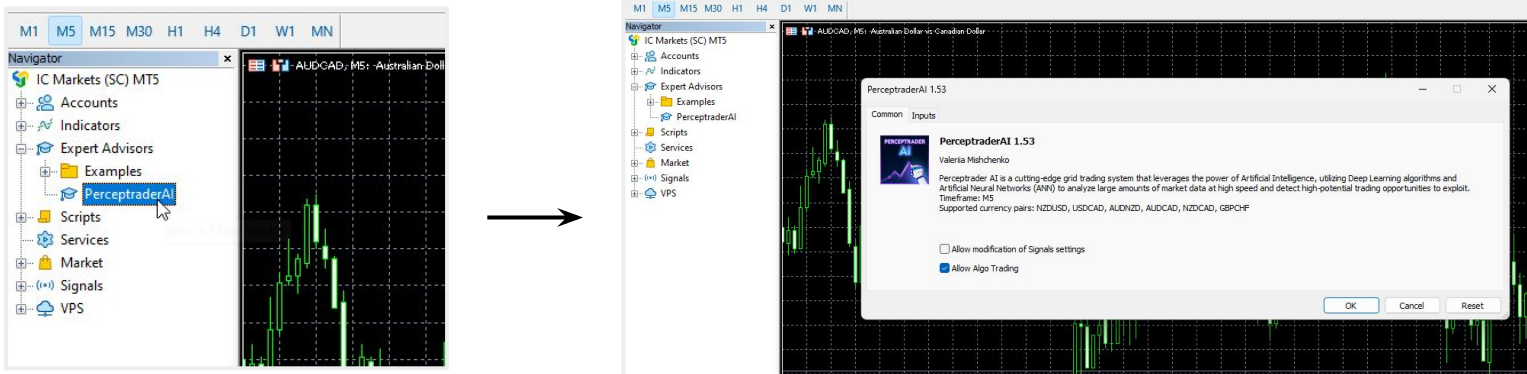 M1 M5 M15 M30 H1 H4 D1 W1 MN
Navigator
IC Markets (SC) MT5
Accounts
Indicators
Expert Advisors
Examples
PerceptraderAI
Scripts
Services
Market
Signals
VPS
AUDCAD, M5: Australian Doll
M1 M5 M15 M30 H1 H4 D1 W1 MN
Navigator
IC Markets (SC) MT5
Accounts
Indicators
Expert Advisors
Examples
PerceptraderAI
Scripts
Services
Market
Signals
VPS
AUDCAD, M5: Australian Dollar vs Canadian Dollar
PerceptraderAI 1.53
Common Inputs
PERCEPTRADER
AI
PerceptraderAI 1.53
Valeriia Mishchenko
Perceptrader AI is a cutting-edge grid trading system that leverages the power of Artificial Intelligence, utilizing Deep Learning algorithms and
Artificial Neural Networks (ANN) to analyze large amounts of market data at high speed and detect high-potential trading opportunities to exploit.
Timeframe: M5
Supported currency pairs: NZDUSD, USDCAD, AUDNZD, AUDCAD, NZDCAD, GBPCHF
Allow modification of Signals settings
Allow Algo Trading
OK Cancel Reset